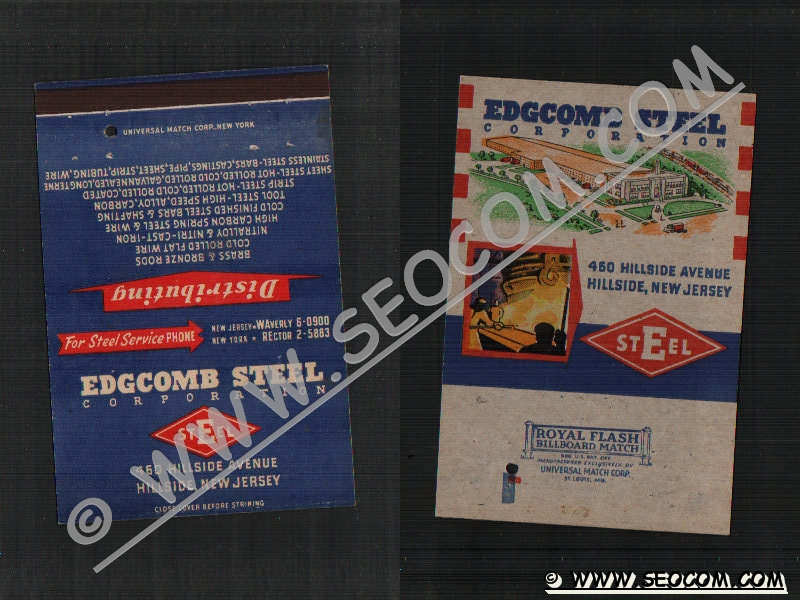 UNIVERSAL MATCH CORP., NEW YORK
Distributing
BRASS & BRONZE RODS
COLD ROLLED FLAT WIRE
NITRALLOY & NITRI-CAST-IRON
HIGH CARBON SPRING STEEL & WIRE
COLD FINISHED STEEL BARS & SHAFTING
TOOL STEEL-HIGH SPEED, ALLOY, CARBON
STRIP STEEL-HOT ROLLED, COLD ROLLED, COATED
SHEET STEEL-HOT ROLLED, COLD ROLLED, GALVANNEALED, LONGTERNE
STAINLESS STEEL-BARS, CASTINGS, PIPE, SHEET, STRIP, TUBING, WIRE
For Steel Service PHONE
NEW JERSEY-WAVERLY 6-0900
NEW YORK • RECTOR 2-5883
EDGCOMB STEEL
CORPORATION
STEEL
460 HILLSIDE AVENUE
HILLSIDE, NEW JERSEY
CLOSE COVER BEFORE STRIKING
EDGCOMB STEEL
CORPORATION
460 HILLSIDE AVENUE
HILLSIDE, NEW JERSEY
STEEL
ROYAL FLASH
BILLBOARD MATCH
MANUFACTURED EXCLUSIVELY BY
UNIVERSAL MATCH CORP.
ST. LOUIS, MO.
© WWW.SEOCOM.COM
© WWW.SEOCOM.COM